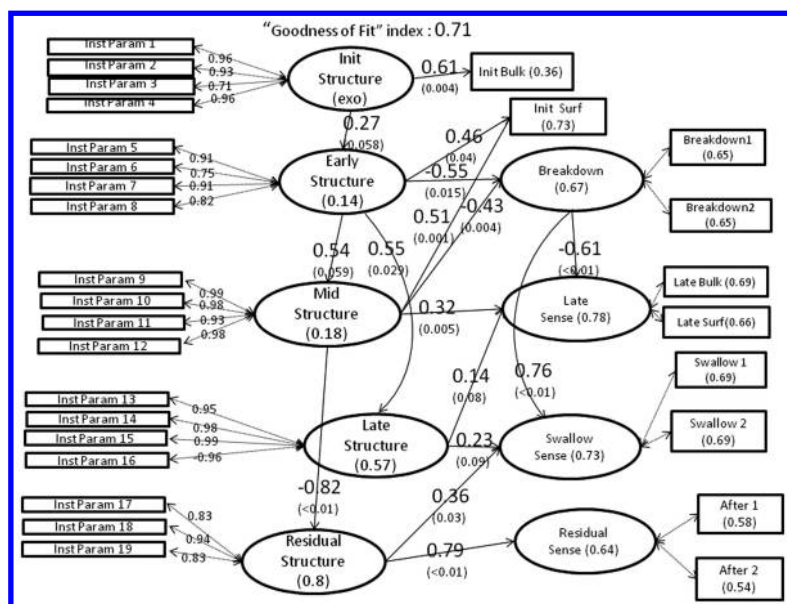 “Goodness of Fit” index : 0.71
Inst Param 1
Inst Param 2
Inst Param 3
Inst Param 4
0.96
0.93
0.71
0.96
Init
Structure
(exo)
0.61
(0.004)
Init Bulk (0.36)
0.27
(0.058)
Init Surf
(0.73)
Inst Param 5
Inst Param 6
Inst Param 7
Inst Param 8
0.91
0.75
0.91
0.82
Early
Structure
(0.14)
0.46
(0.04)
-0.55
(0.015)
0.51
(0.001)
-0.43
(0.004)
Breakdown
(0.67)
Breakdown1
(0.65)
Breakdown2
(0.65)
0.54
(0.059)
0.55
(0.029)
-0.61
(<0.01)
Inst Param 9
Inst Param 10
Inst Param 11
Inst Param 12
0.99
0.98
0.93
0.98
Mid
Structure
(0.18)
0.32
(0.005)
Late
Sense (0.78)
Late Bulk (0.69)
Late Surf(0.66)
0.14
(0.08)
0.76
(<0.01)
Inst Param 13
Inst Param 14
Inst Param 15
Inst Param 16
0.95
0.98
0.99
-0.96
Late
Structure
(0.57)
0.23
(0.09)
Swallow
Sense (0.73)
Swallow 1
(0.69)
Swallow 2
(0.69)
-0.82
(<0.01)
0.36
(0.03)
Inst Param 17
Inst Param 18
Inst Param 19
0.83
0.94
0.83
Residual
Structure
(0.8)
0.79
(<0.01)
Residual
Sense (0.64)
After 1
(0.58)
After 2
(0.54)